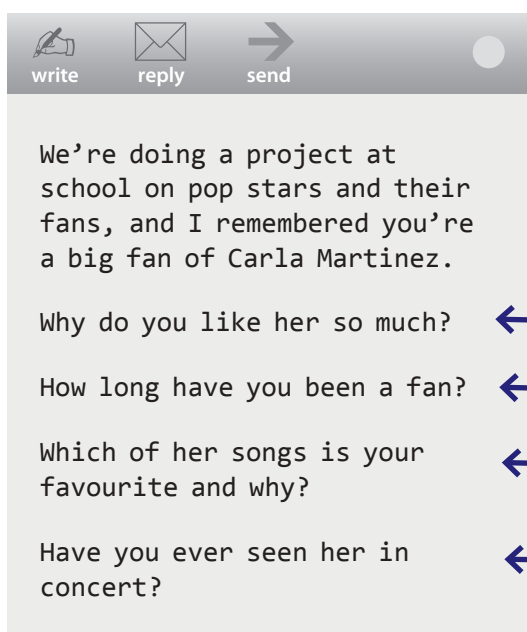 write reply send
We’re doing a project at
school on pop stars and their
fans, and I remembered you’re
a big fan of Carla Martinez.
Why do you like her so much?
How long have you been a fan?
Which of her songs is your
favourite and why?
Have you ever seen her in
concert?